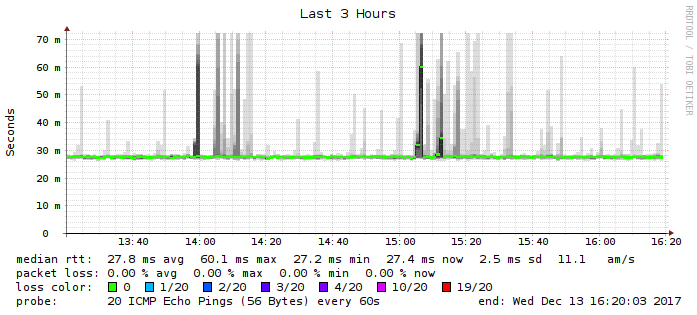 Last 3 Hours
RRDTOOL / TOBI OETIKER
Seconds
70 m
60 m
50 m
40 m
30 m
20 m
10 m
0
13:40 14:00 14:20 14:40 15:00 15:20 15:40 16:00 16:20
median rtt: 27.8 ms avg 60.1 ms max 27.2 ms min 27.4 ms now 2.5 ms sd 11.1 am/s
packet loss: 0.00 % avg 0.00 % max 0.00 % min 0.00 % now
loss color: 0 1/20 2/20 3/20 4/20 10/20 19/20
probe: 20 ICMP Echo Pings (56 Bytes) every 60s end: Wed Dec 13 16:20:03 2017